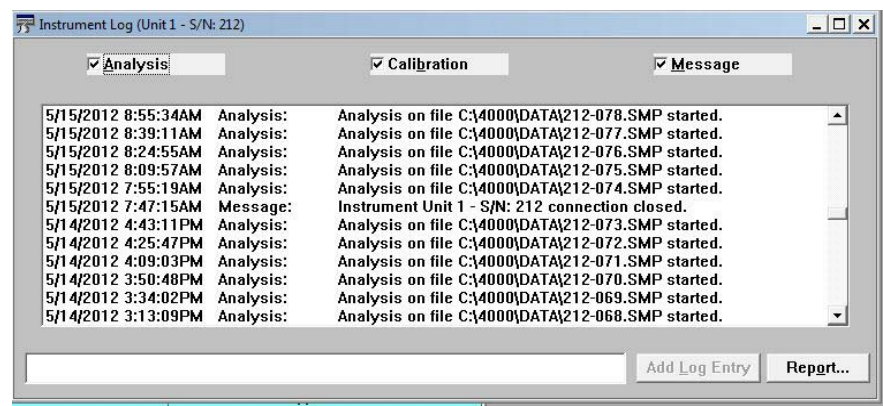 Instrument Log (Unit 1 - S/N: 212)
Analysis Calibration Message
5/15/2012 8:55:34AM Analysis: Analysis on file C:\4000\DATA\212-078.SMP started.
5/15/2012 8:39:11AM Analysis: Analysis on file C:\4000\DATA\212-077.SMP started.
5/15/2012 8:24:55AM Analysis: Analysis on file C:\4000\DATA\212-076.SMP started.
5/15/2012 8:09:57AM Analysis: Analysis on file C:\4000\DATA\212-075.SMP started.
5/15/2012 7:55:19AM Analysis: Analysis on file C:\4000\DATA\212-074.SMP started.
5/15/2012 7:47:15AM Message: Instrument Unit 1 - S/N: 212 connection closed.
5/14/2012 4:43:11PM Analysis: Analysis on file C:\4000\DATA\212-073.SMP started.
5/14/2012 4:25:47PM Analysis: Analysis on file C:\4000\DATA\212-072.SMP started.
5/14/2012 4:09:03PM Analysis: Analysis on file C:\4000\DATA\212-071.SMP started.
5/14/2012 3:50:48PM Analysis: Analysis on file C:\4000\DATA\212-070.SMP started.
5/14/2012 3:34:02PM Analysis: Analysis on file C:\4000\DATA\212-069.SMP started.
5/14/2012 3:13:09PM Analysis: Analysis on file C:\4000\DATA\212-068.SMP started.
Add Log Entry Report...